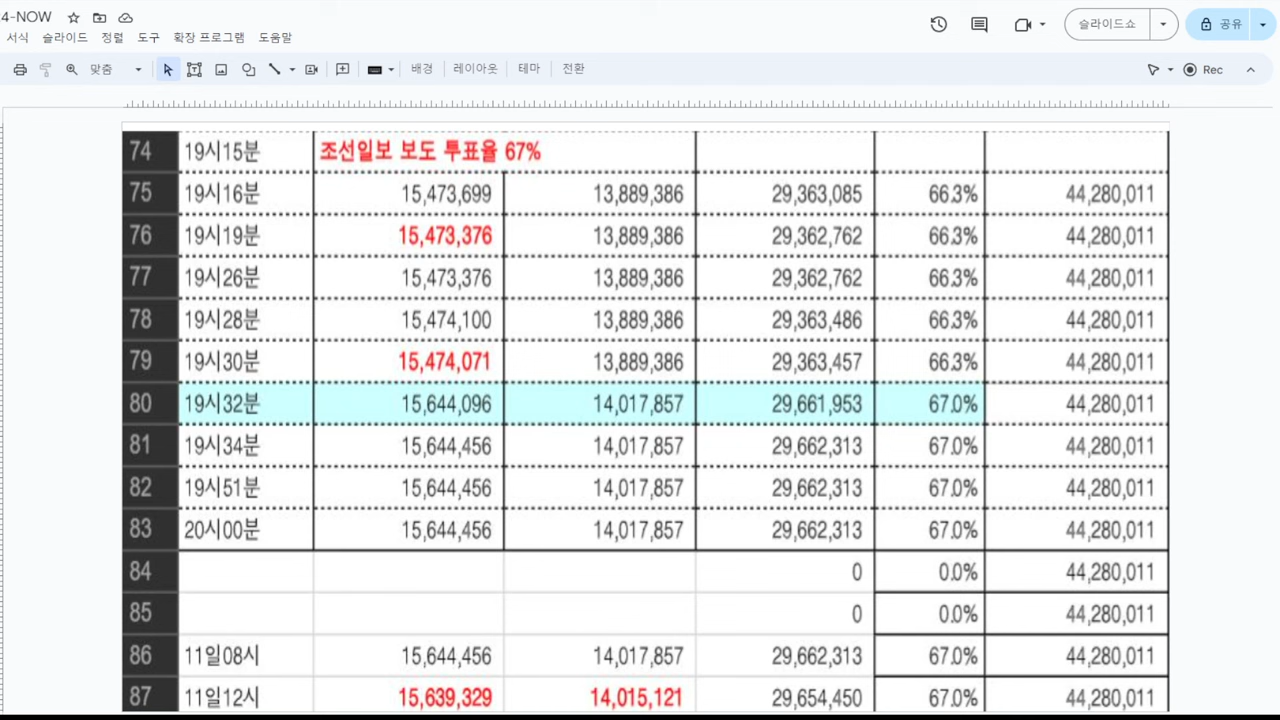 4-NOW
서식 슬라이드 정렬 도구 확장 프로그램 도움말
슬라이드쇼 공유
맞춤 배경 레이아웃 테마 전환 Rec
74 19시15분 조선일보 보도 투표율 67%
75 19시16분 15,473,699 13,889,386 29,363,085 66.3% 44,280,011
76 19시19분 15,473,376 13,889,386 29,362,762 66.3% 44,280,011
77 19시26분 15,473,376 13,889,386 29,362,762 66.3% 44,280,011
78 19시28분 15,474,100 13,889,386 29,363,486 66.3% 44,280,011
79 19시30분 15,474,071 13,889,386 29,363,457 66.3% 44,280,011
80 19시32분 15,644,096 14,017,857 29,661,953 67.0% 44,280,011
81 19시34분 15,644,456 14,017,857 29,662,313 67.0% 44,280,011
82 19시51분 15,644,456 14,017,857 29,662,313 67.0% 44,280,011
83 20시00분 15,644,456 14,017,857 29,662,313 67.0% 44,280,011
84 0 0.0% 44,280,011
85 0 0.0% 44,280,011
86 11일08시 15,644,456 14,017,857 29,662,313 67.0% 44,280,011
87 11일12시 15,639,329 14,015,121 29,654,450 67.0% 44,280,011